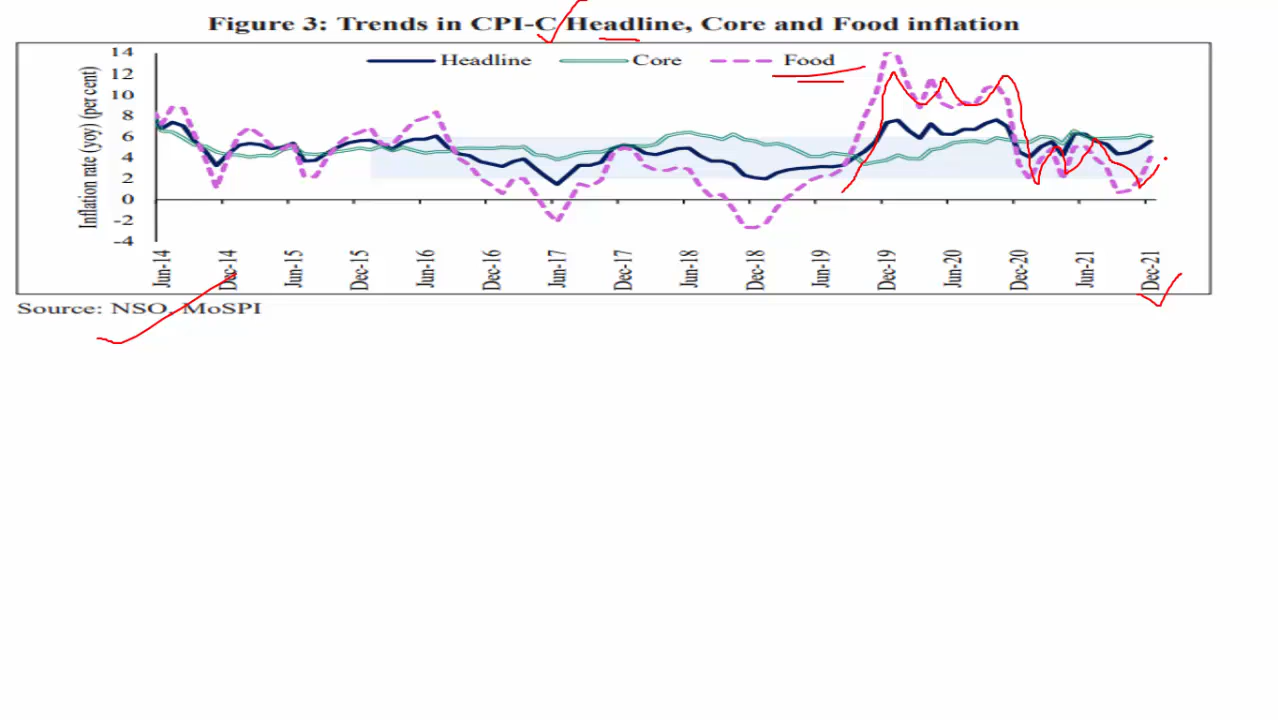 Figure 3: Trends in CPI-C Headline, Core and Food inflation
Headline Core Food
Inflation rate (yoy) (per cent)
14
12
10
8
6
4
2
0
-2
-4
Jun-14 Dec-14 Jun-15 Dec-15 Jun-16 Dec-16 Jun-17 Dec-17 Jun-18 Dec-18 Jun-19 Dec-19 Jun-20 Dec-20 Jun-21 Dec-21
Source: NSO, MoSPI